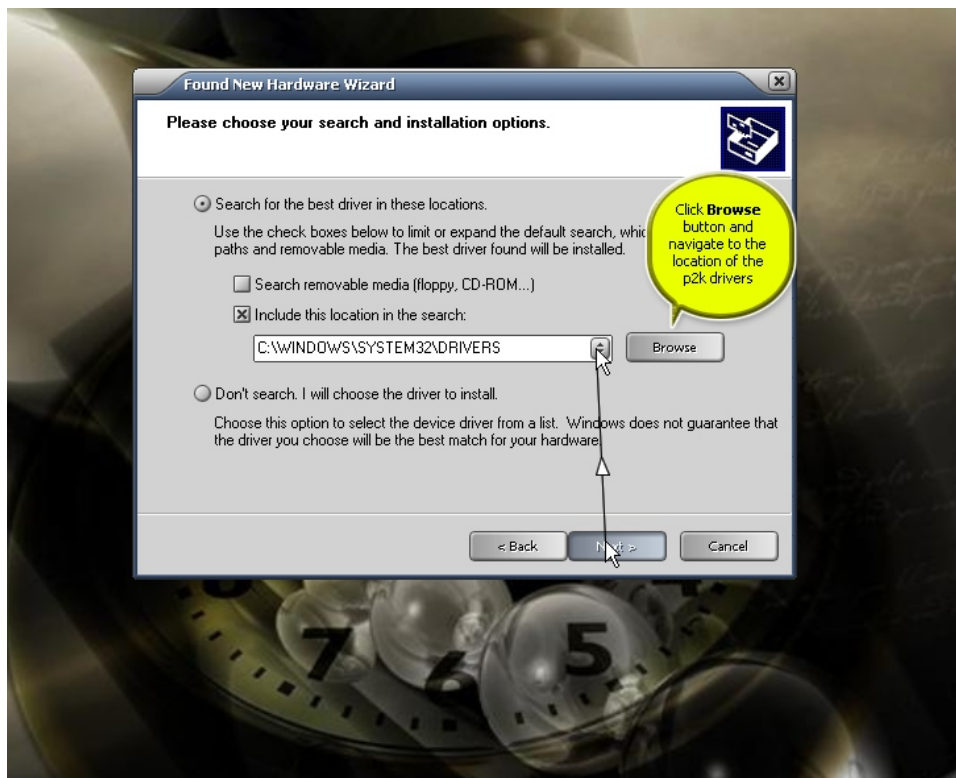 Found New Hardware Wizard
Please choose your search and installation options.
Search for the best driver in these locations.
Use the check boxes below to limit or expand the default search, whic
paths and removable media. The best driver found will be installed.
Click Browse
button and
navigate to the
location of the
p2k drivers
Search removable media (floppy, CD-ROM...)
Include this location in the search:
C:\WINDOWS\SYSTEM32\DRIVERS
Browse
Don't search. I will choose the driver to install.
Choose this option to select the device driver from a list. Windows does not guarantee that
the driver you choose will be the best match for your hardware.
< Back
Next >
Cancel
7
6
5